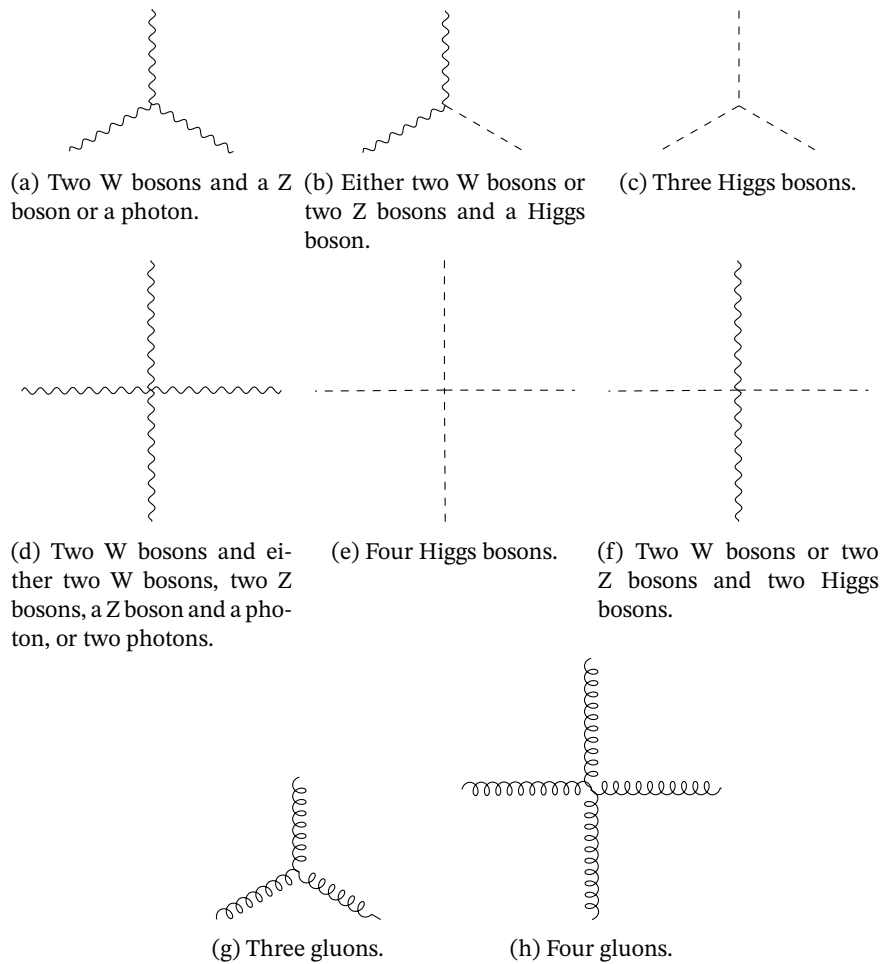 (a) Two W bosons and a Z
boson or a photon.
(b) Either two W bosons or
two Z bosons and a Higgs
boson.
(c) Three Higgs bosons.
(d) Two W bosons and ei-
ther two W bosons, two Z
bosons, a Z boson and a pho-
ton, or two photons.
(e) Four Higgs bosons.
(f) Two W bosons or two
Z bosons and two Higgs
bosons.
(g) Three gluons.
(h) Four gluons.